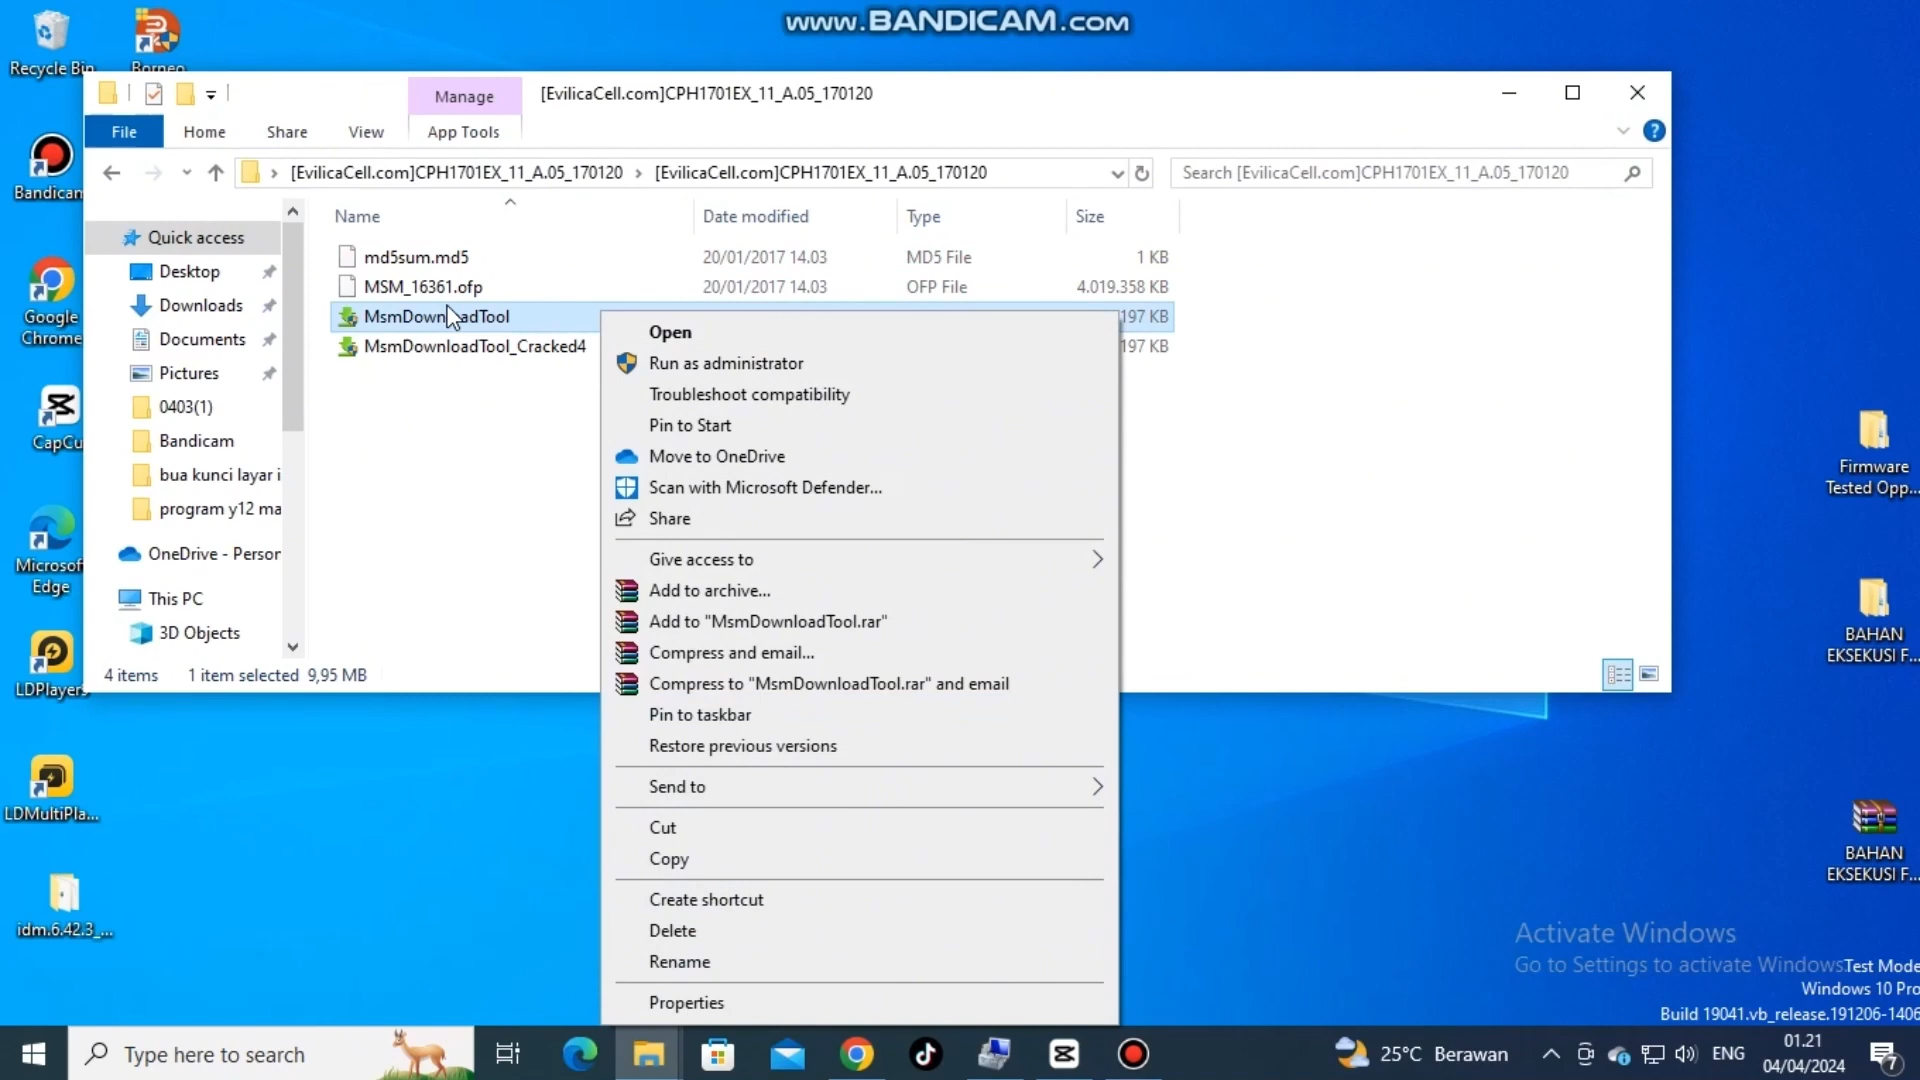 www.BANDICAM.com
Recycle Bin
Borneo
Bandicam
Google Chrome
CapCu
Microsof Edge
LDPlayer
LDMultiPla...
idm.6.42.3_...
Manage
[EvilicaCell.com]CPH1701EX_11_A.05_170120
File
Home
Share
View
App Tools
[EvilicaCell.com]CPH1701EX_11_A.05_170120 > [EvilicaCell.com]CPH1701EX_11_A.05_170120
Search [EvilicaCell.com]CPH1701EX_11_A.05_170120
Name
Date modified
Type
Size
Quick access
Desktop
Downloads
Documents
Pictures
0403(1)
Bandicam
bua kunci layar i
program y12 ma
OneDrive - Person
This PC
3D Objects
md5sum.md5 20/01/2017 14.03 MD5 File 1 KB
MSM_16361.ofp 20/01/2017 14.03 OFP File 4.019.358 KB
MsmDownloadTool 197 KB
MsmDownloadTool_Cracked4 197 KB
4 items 1 item selected 9,95 MB
Open
Run as administrator
Troubleshoot compatibility
Pin to Start
Move to OneDrive
Scan with Microsoft Defender...
Share
Give access to
Add to archive...
Add to "MsmDownloadTool.rar"
Compress and email...
Compress to "MsmDownloadTool.rar" and email
Pin to taskbar
Restore previous versions
Send to
Cut
Copy
Create shortcut
Delete
Rename
Properties
Firmware
Tested Opp...
BAHAN
EKSEKUSI F...
BAHAN
EKSEKUSI F...
Activate Windows
Go to Settings to activate Windows.
Test Mode
Windows 10 Pro
Build 19041.vb_release.191206-1406
Type here to search
25°C Berawan
ENG
01.21
04/04/2024
7